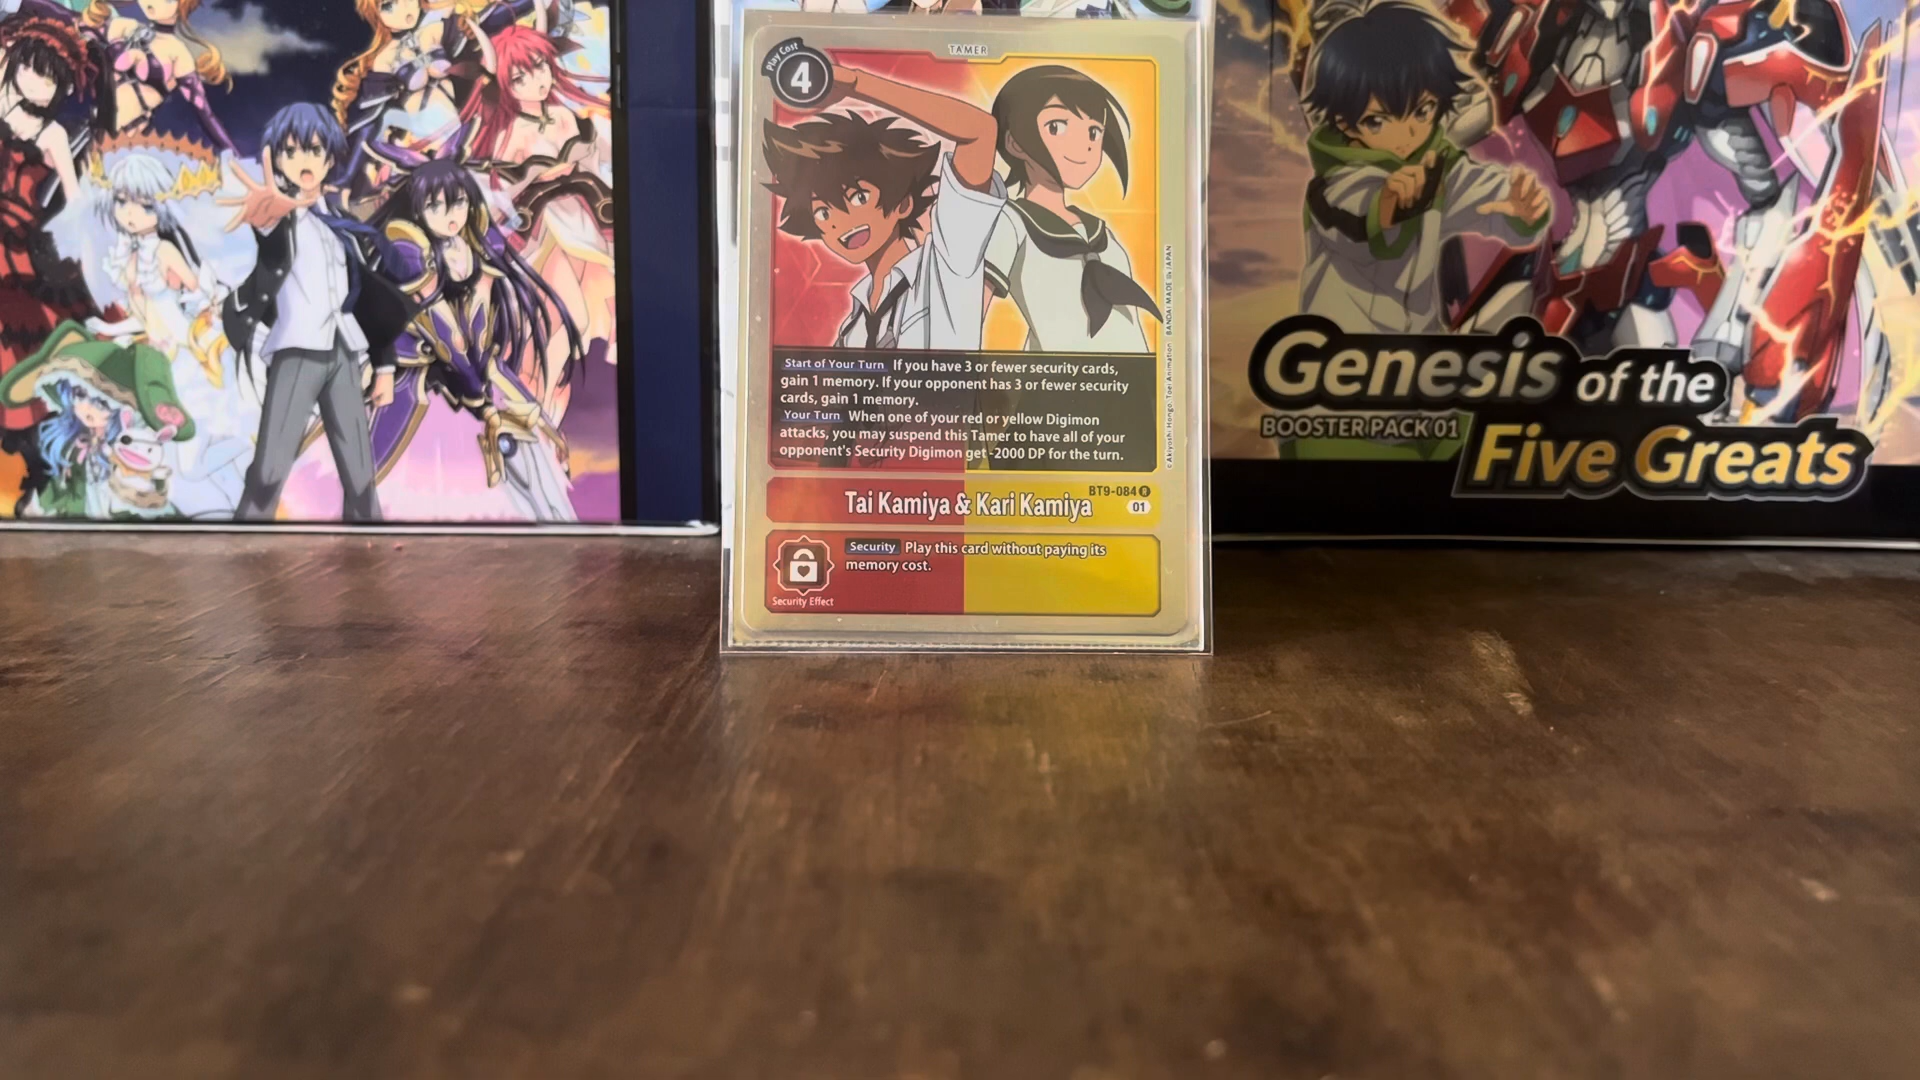 TAMER
Play Cost
4
Start of Your Turn If you have 3 or fewer security cards,
gain 1 memory. If your opponent has 3 or fewer security
cards, gain 1 memory.
Your Turn When one of your red or yellow Digimon
attacks, you may suspend this Tamer to have all of your
opponent's Security Digimon get -2000 DP for the turn.
©Akiyoshi Hongo, Toei Animation BANDAI MADE IN JAPAN
BT9-084 R
Tai Kamiya & Kari Kamiya
01
Security Play this card without paying its
memory cost.
Security Effect
Genesis of the
BOOSTER PACK 01
Five Greats